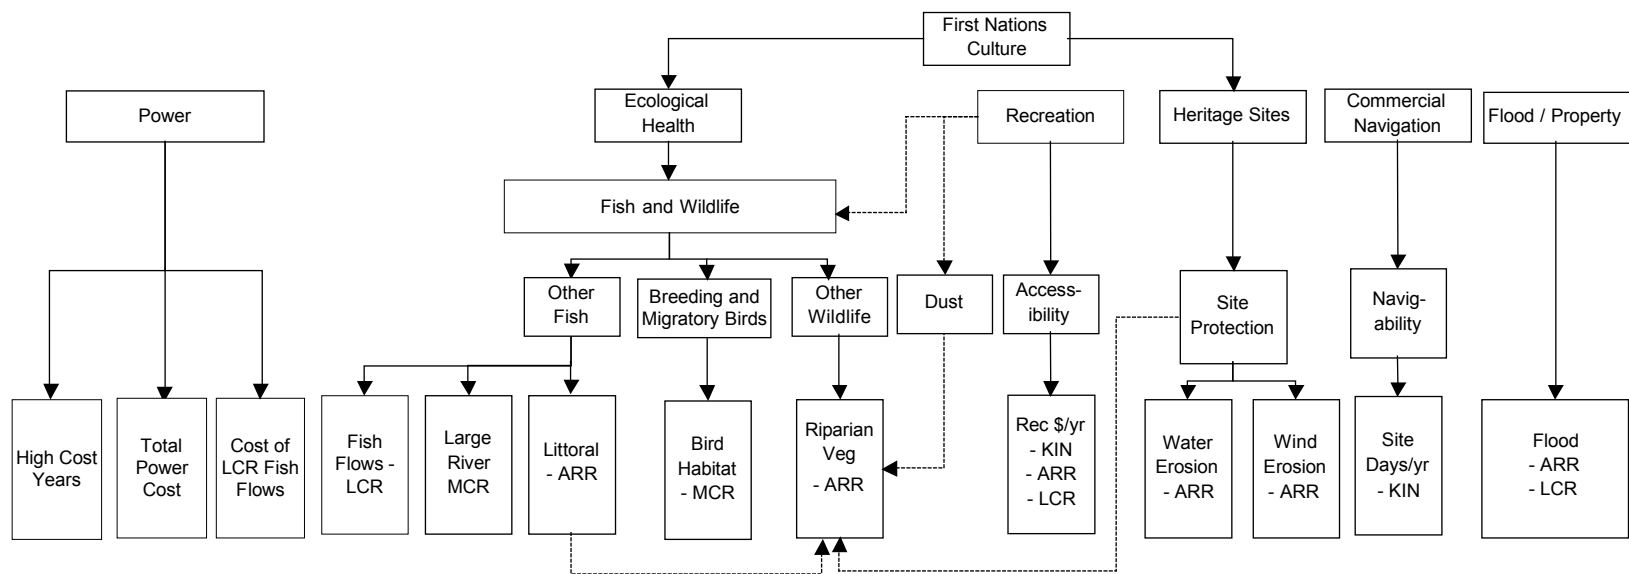 First Nations
Culture
Power
Ecological
Health
Recreation
Heritage Sites
Commercial
Navigation
Flood / Property
Fish and Wildlife
Other
Fish
Breeding and
Migratory Birds
Other
Wildlife
Dust
Access-
ibility
Site
Protection
Navig-
ability
High Cost
Years
Total
Power
Cost
Cost of
LCR Fish
Flows
Fish
Flows -
LCR
Large
River
MCR
Littoral
- ARR
Bird
Habitat
- MCR
Riparian
Veg
- ARR
Rec $/yr
- KIN
- ARR
- LCR
Water
Erosion
- ARR
Wind
Erosion
- ARR
Site
Days/yr
- KIN
Flood
- ARR
- LCR